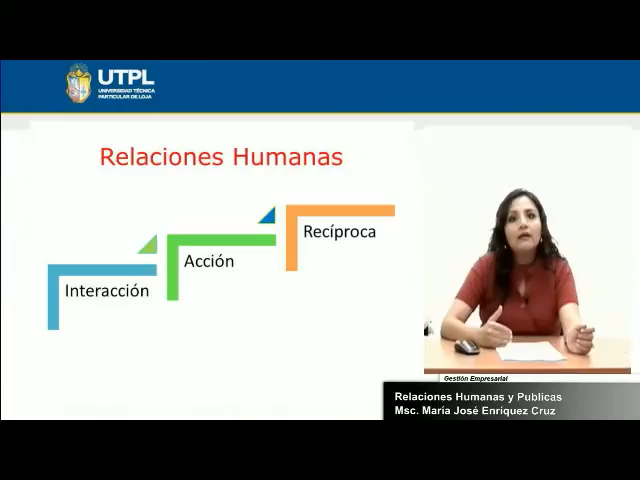 UTPL
UNIVERSIDAD TÉCNICA
PARTICULAR DE LOJA
Relaciones Humanas
Recíproca
Acción
Interacción
Gestión Empresarial
Relaciones Humanas y Publicas
Msc. María José Enríquez Cruz